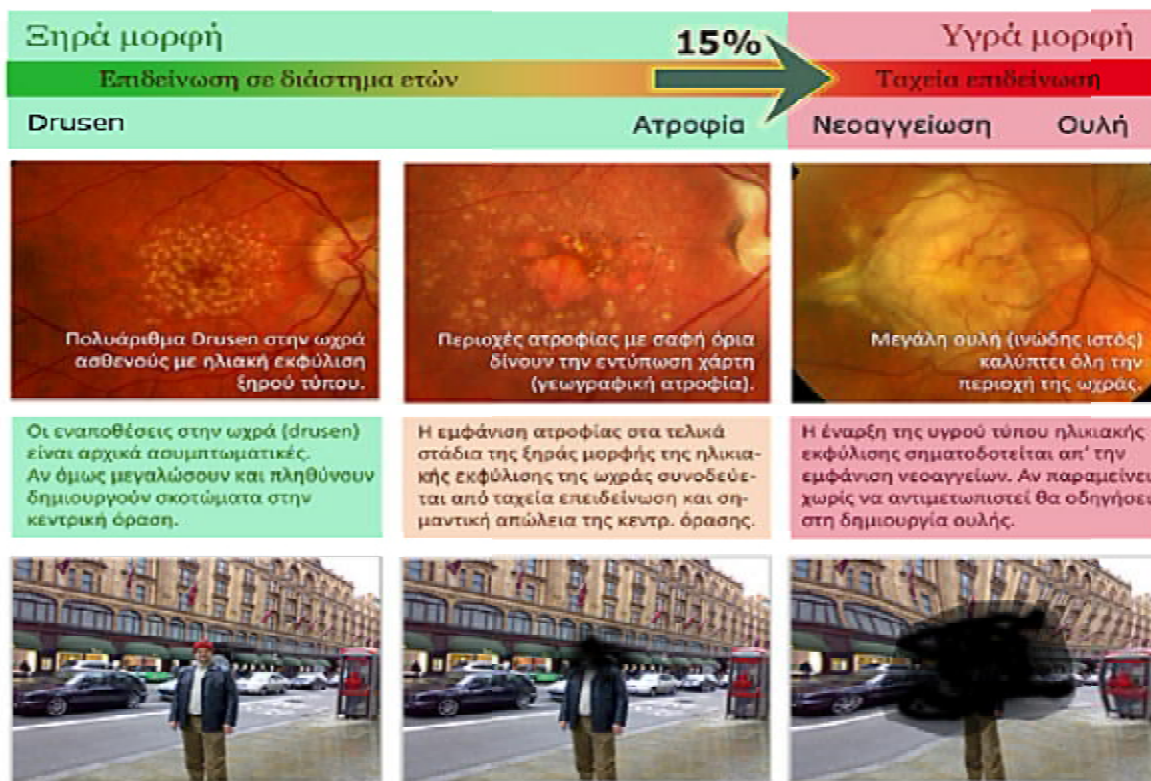 Ξηρά μορφή
15%
Υγρά μορφή
Επιδείνωση σε διάστημα ετών
Ταχεία επιδείνωση
Drusen
Ατροφία
Νεοαγγείωση
Ουλή
Πολυάριθμα Drusen στην ωχρά
ασθενούς με ηλιακή εκφύλιση
ξηρού τύπου.
Περιοχές ατροφίας με σαφή όρια
δίνουν την εντύπωση χάρτη
(γεωγραφική ατροφία).
Μεγάλη ουλή (ινώδης ιστός)
καλύπτει όλη την
περιοχή της ωχράς.
Οι εναποθέσεις στην ωχρά (drusen)
είναι αρχικά ασυμπτωματικές.
Αν όμως μεγαλώσουν και πληθύνουν
δημιουργούν σκοτώματα στην
κεντρική όραση.
Η εμφάνιση ατροφίας στα τελικά
στάδια της ξηράς μορφής της ηλικια-
κής εκφύλισης της ωχράς συνοδεύε-
ται από ταχεία επειδείνωση και ση-
μαντική απώλεια της κεντρ. όρασης.
Η έναρξη της υγρού τύπου ηλικιακής
εκφύλισης σηματοδοτείται απ' την
εμφάνιση νεοαγγείων. Αν παραμείνει
χωρίς να αντιμετωπιστεί θα οδηγήσει
στη δημιουργία ουλής.